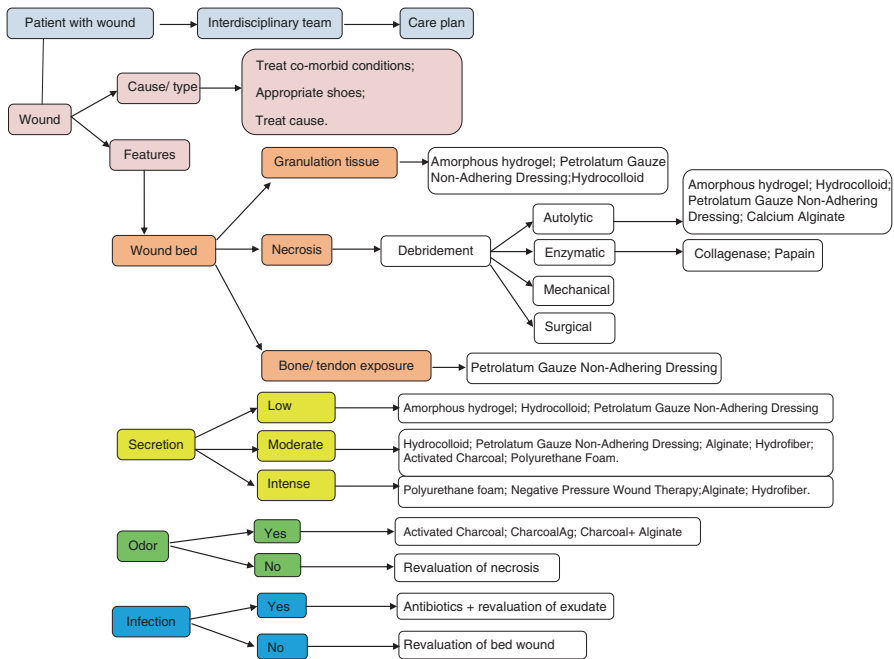 Patient with wound
Interdisciplinary team
Care plan
Wound
Cause/ type
Treat co-morbid conditions;
Appropriate shoes;
Treat cause.
Features
Wound bed
Granulation tissue
Amorphous hydrogel; Petrolatum Gauze
Non-Adhering Dressing;Hydrocolloid
Necrosis
Debridement
Autolytic
Amorphous hydrogel; Hydrocolloid;
Petrolatum Gauze Non-Adhering
Dressing; Calcium Alginate
Enzymatic
Collagenase; Papain
Mechanical
Surgical
Bone/ tendon exposure
Petrolatum Gauze Non-Adhering Dressing
Secretion
Low
Amorphous hydrogel; Hydrocolloid; Petrolatum Gauze Non-Adhering Dressing
Moderate
Hydrocolloid; Petrolatum Gauze Non-Adhering Dressing; Alginate; Hydrofiber;
Activated Charcoal; Polyurethane Foam.
Intense
Polyurethane foam; Negative Pressure Wound Therapy;Alginate; Hydrofiber.
Odor
Yes
Activated Charcoal; CharcoalAg; Charcoal+ Alginate
No
Revaluation of necrosis
Infection
Yes
Antibiotics + revaluation of exudate
No
Revaluation of bed wound